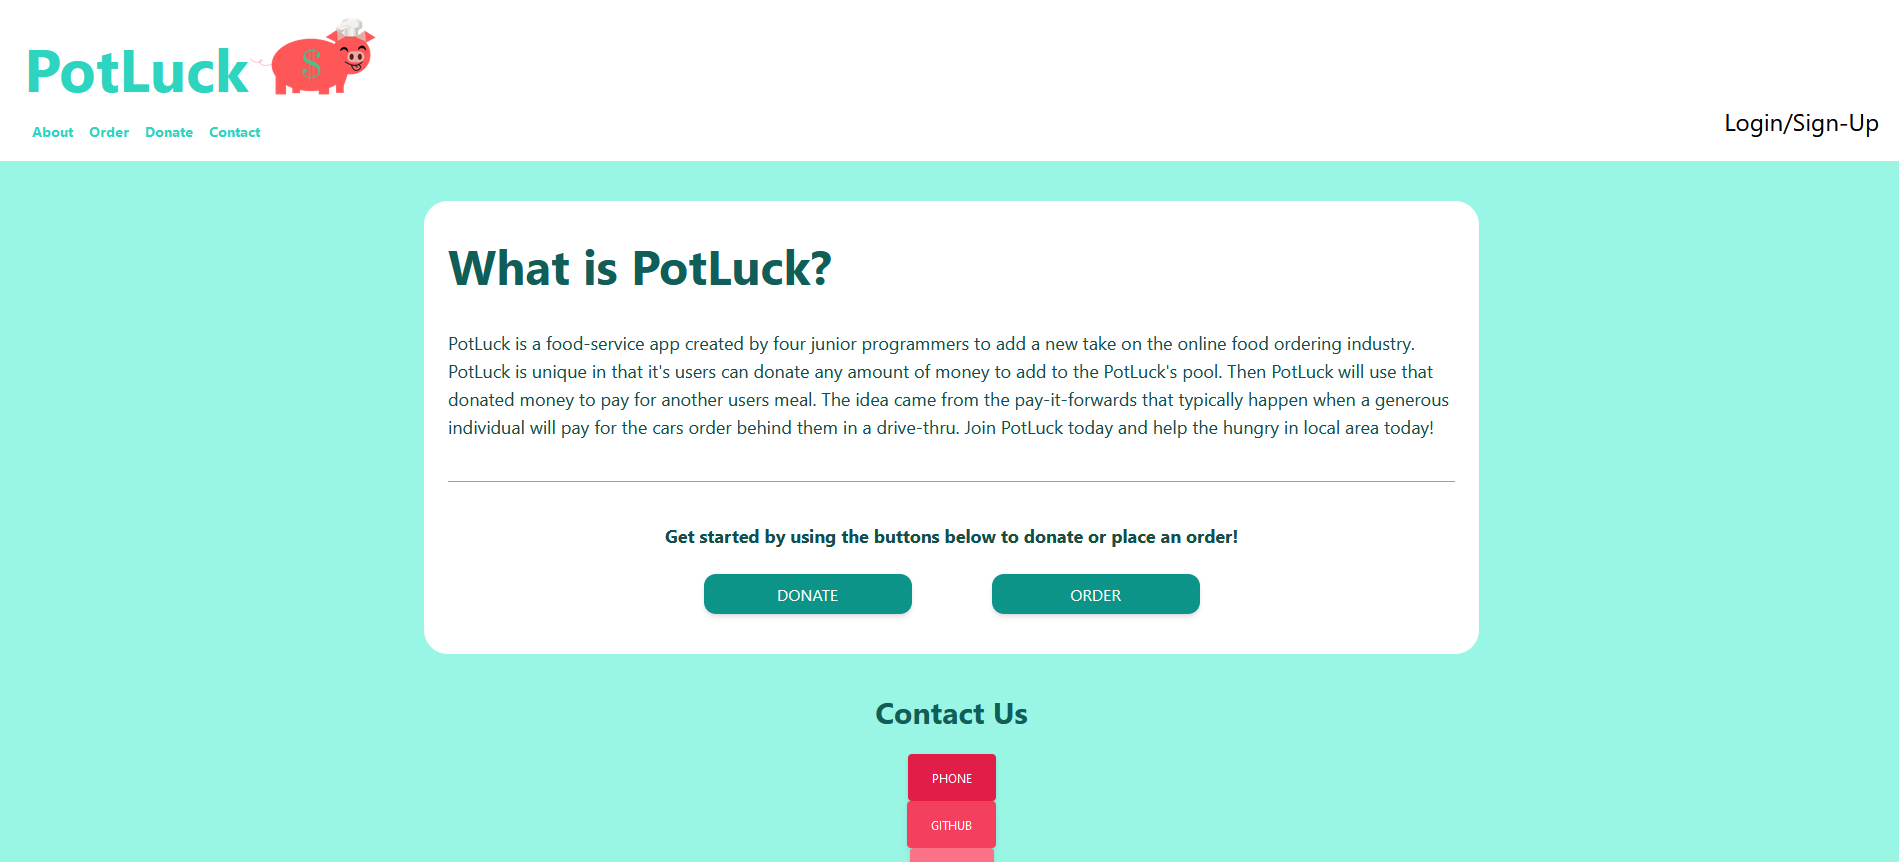 PotLuck
$
About Order Donate Contact
Login/Sign-Up
What is PotLuck?
PotLuck is a food-service app created by four junior programmers to add a new take on the online food ordering industry.
PotLuck is unique in that it's users can donate any amount of money to add to the PotLuck's pool. Then PotLuck will use that
donated money to pay for another users meal. The idea came from the pay-it-forwards that typically happen when a generous
individual will pay for the cars order behind them in a drive-thru. Join PotLuck today and help the hungry in local area today!
Get started by using the buttons below to donate or place an order!
DONATE ORDER
Contact Us
PHONE
GITHUB